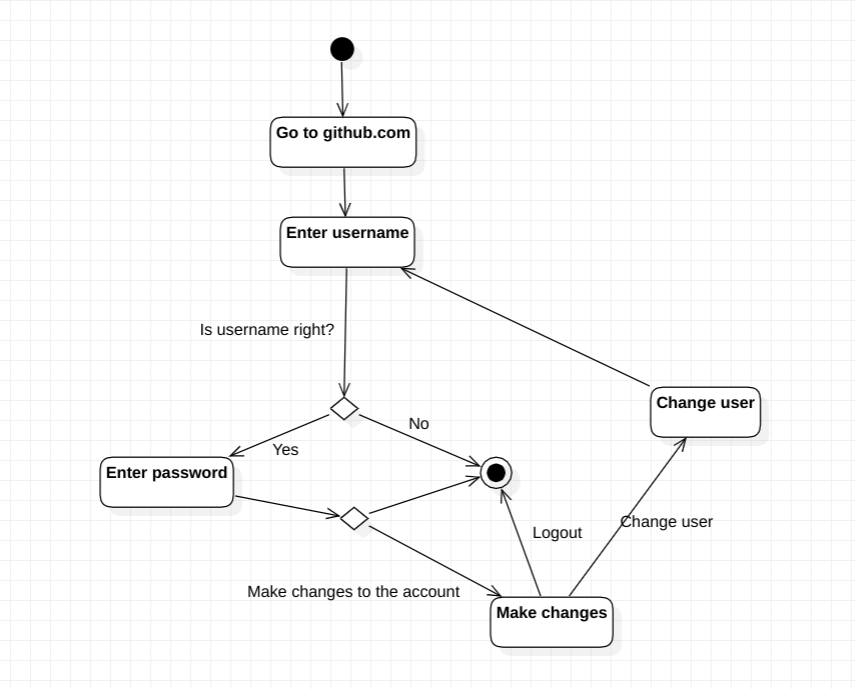 Go to github.com
Enter username
Is username right?
Change user
No
Yes
Enter password
Change user
Logout
Make changes to the account
Make changes